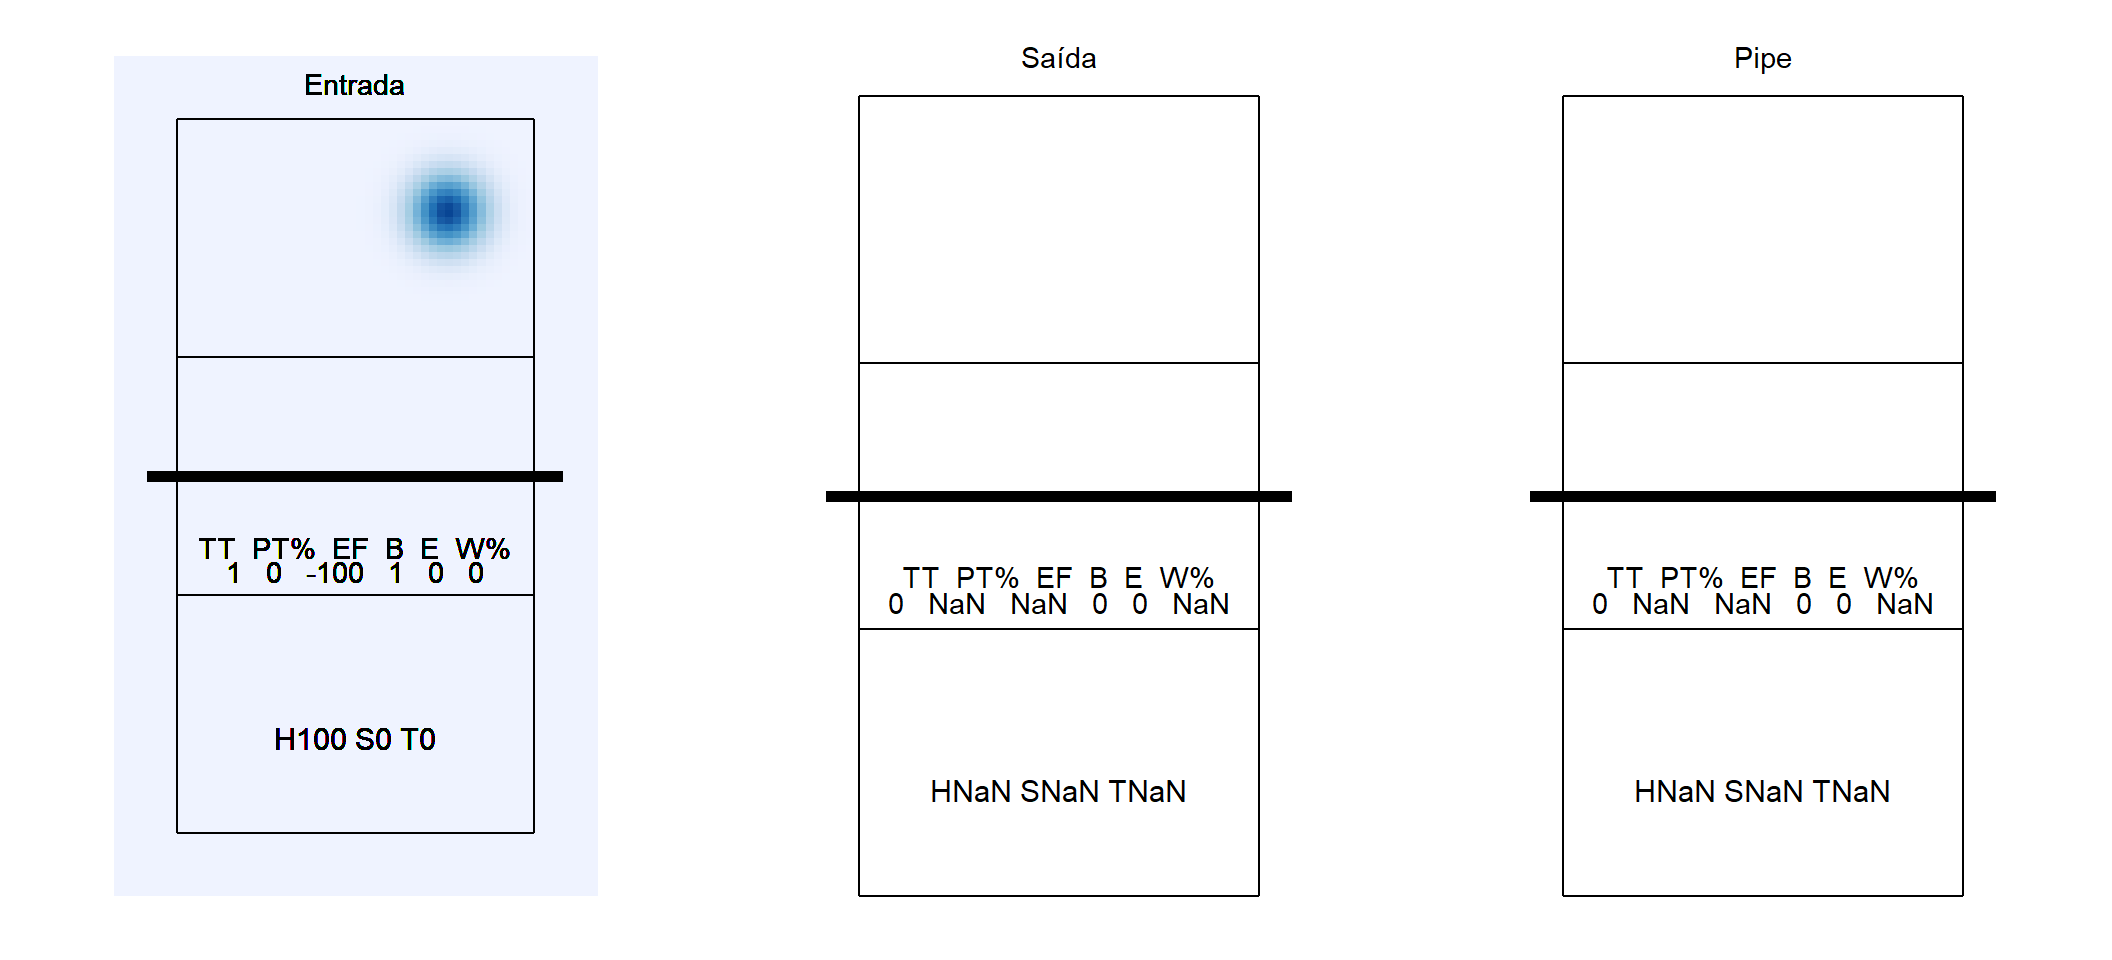 Entrada
TT PT% EF B E W%
1 0 -100 1 0 0
H100 S0 T0
Saída
TT PT% EF B E W%
0 NaN NaN 0 0 NaN
HNaN SNaN TNaN
Pipe
TT PT% EF B E W%
0 NaN NaN 0 0 NaN
HNaN SNaN TNaN